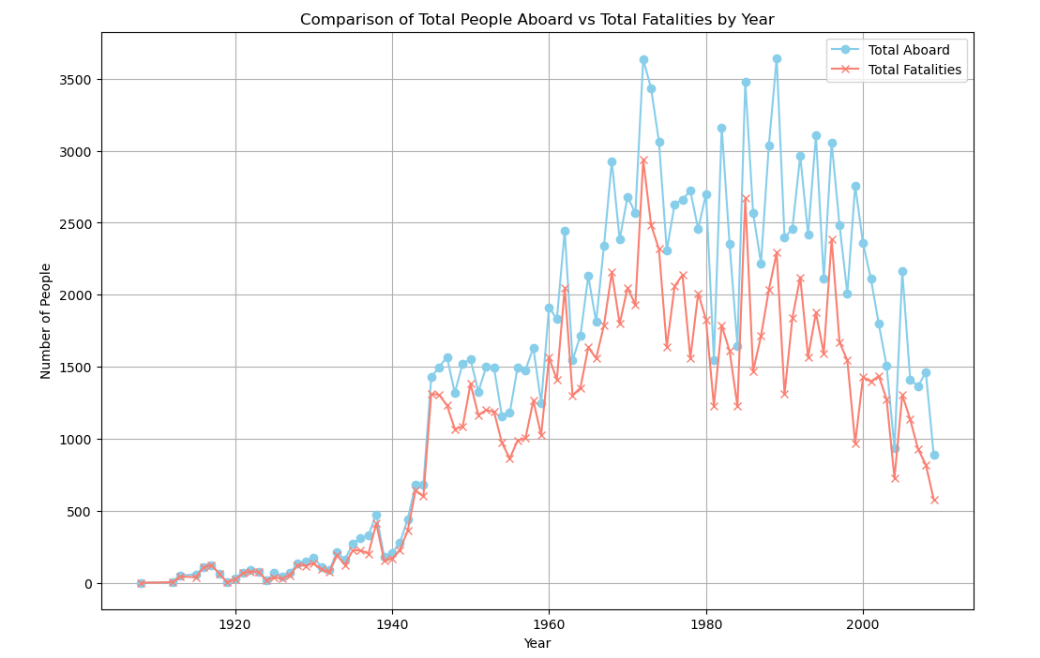 Comparison of Total People Aboard vs Total Fatalities by Year
Total Aboard
Total Fatalities
Number of People
3500
3000
2500
2000
1500
1000
500
0
1920
1940
1960
1980
2000
Year